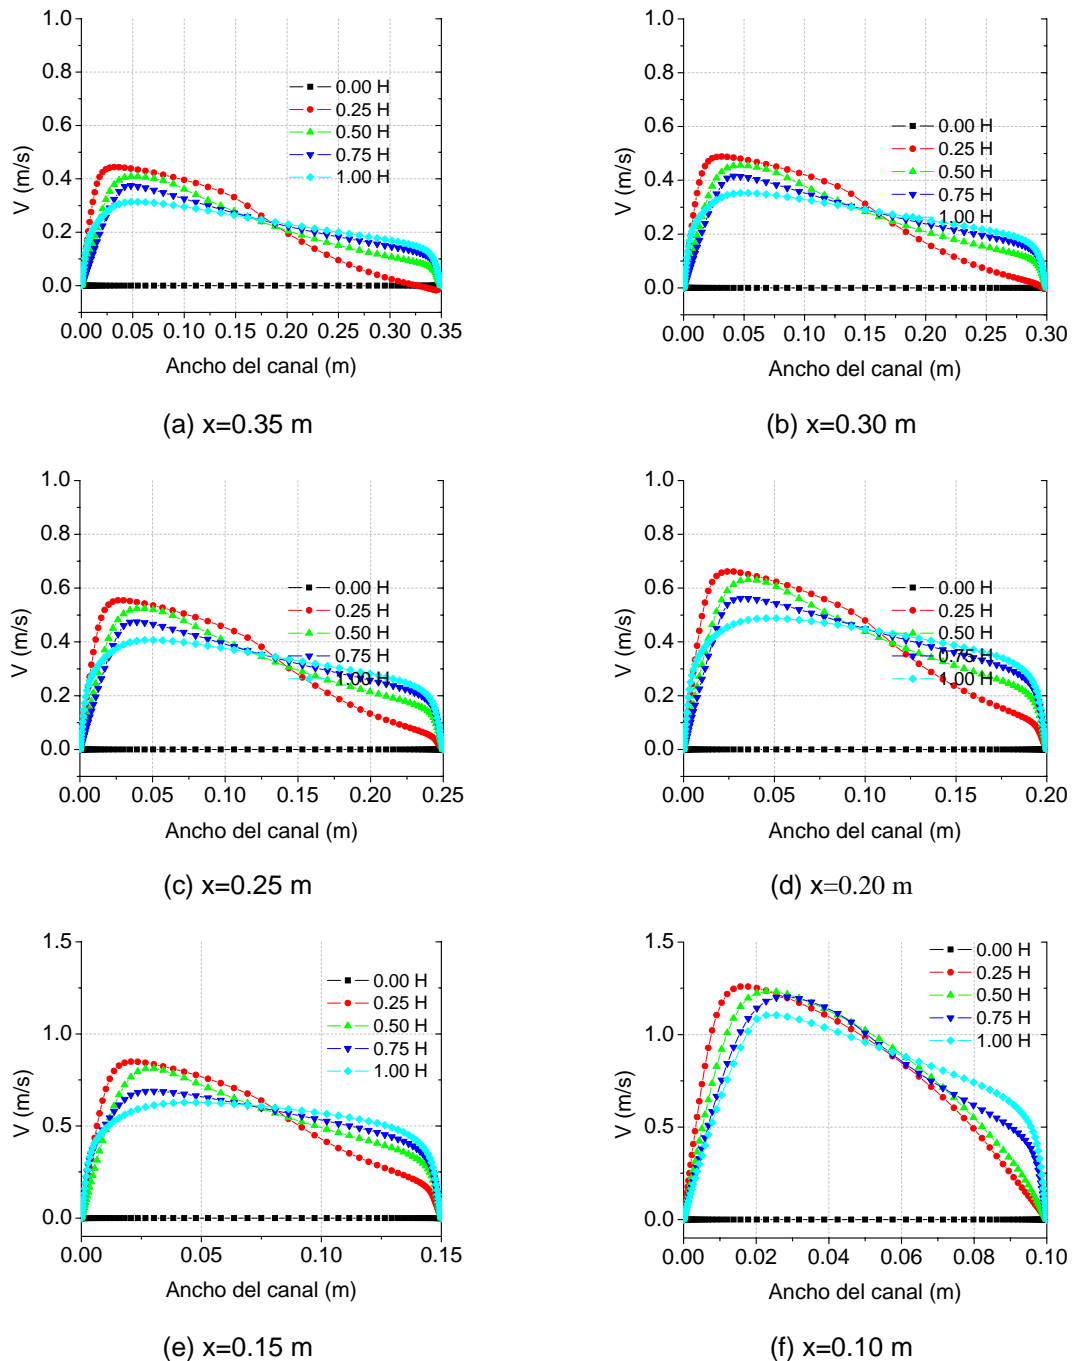 1.0
0.8
0.6
0.4
0.2
0.0
V (m/s)
0.00 H
0.25 H
0.50 H
0.75 H
1.00 H
0.00 0.05 0.10 0.15 0.20 0.25 0.30 0.35
Ancho del canal (m)
(a) x=0.35 m
1.0
0.8
0.6
0.4
0.2
0.0
V (m/s)
0.00 H
0.25 H
0.50 H
0.75 H
1.00 H
0.00 0.05 0.10 0.15 0.20 0.25 0.30
Ancho del canal (m)
(b) x=0.30 m
1.0
0.8
0.6
0.4
0.2
0.0
V (m/s)
0.00 H
0.25 H
0.50 H
0.75 H
1.00 H
0.00 0.05 0.10 0.15 0.20 0.25
Ancho del canal (m)
(c) x=0.25 m
1.0
0.8
0.6
0.4
0.2
0.0
V (m/s)
0.00 H
0.25 H
0.50 H
0.75 H
1.00 H
0.00 0.05 0.10 0.15 0.20
Ancho del canal (m)
(d) x=0.20 m
1.5
1.0
0.5
0.0
V (m/s)
0.00 H
0.25 H
0.50 H
0.75 H
1.00 H
0.00 0.05 0.10 0.15
Ancho del canal (m)
(e) x=0.15 m
1.5
1.0
0.5
0.0
V (m/s)
0.00 H
0.25 H
0.50 H
0.75 H
1.00 H
0.00 0.02 0.04 0.06 0.08 0.10
Ancho del canal (m)
(f) x=0.10 m